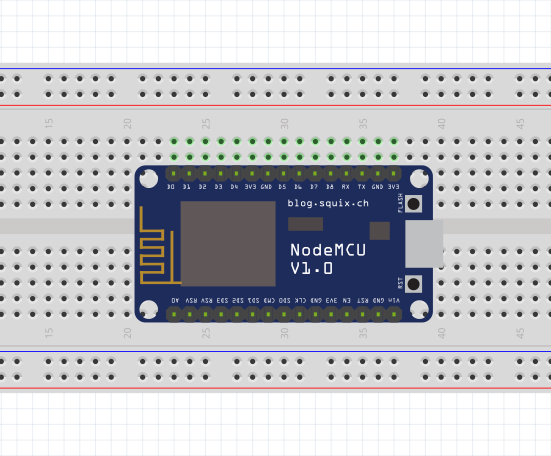 15 20 25 30 35 40 45
D0 D1 D2 D3 D4 3V3 GND D5 D6 D7 D8 RX TX GND 3V3
blog.squix.ch
FLASH
NodeMCU
V1.0
RST
A0 RSV RSV SD3 SD2 SD1 CMD SD0 CLK GND 3V3 EN RST GND Vin
15 20 25 30 35 40 45